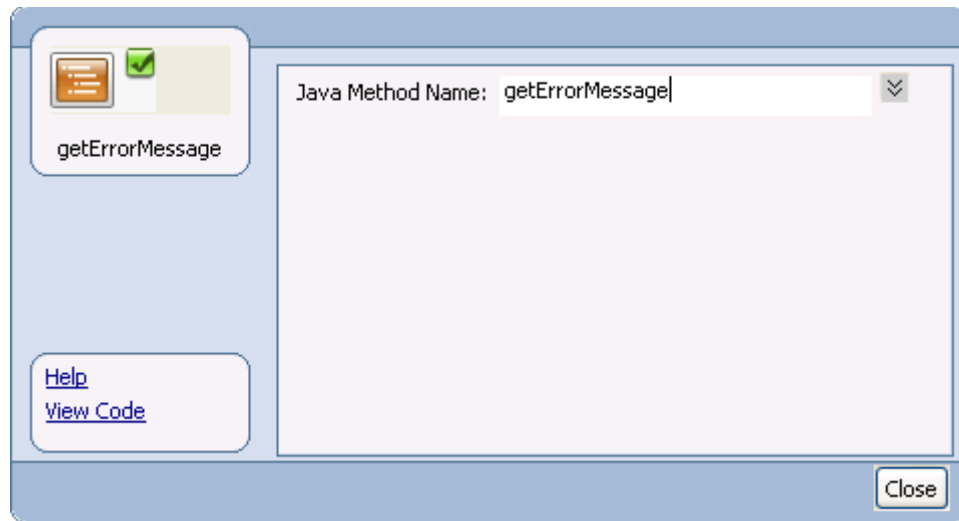 Java Method Name: getErrorMessage
getErrorMessage
Help
View Code
Close